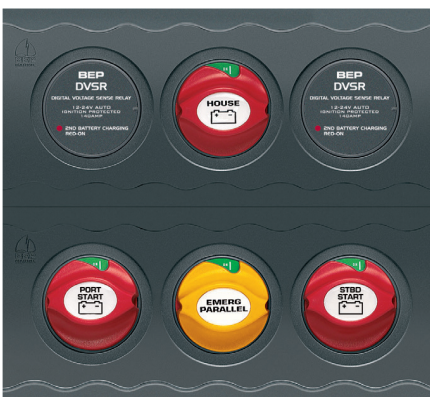 BEP
DVSR
DIGITAL VOLTAGE SENSE RELAY
12-24V AUTO
IGNITION PROTECTED
140AMP
2ND BATTERY CHARGING
RED-ON
HOUSE
BEP
DVSR
DIGITAL VOLTAGE SENSE RELAY
12-24V AUTO
IGNITION PROTECTED
140AMP
2ND BATTERY CHARGING
RED-ON
PORT
START
EMERG
PARALLEL
STBD
START